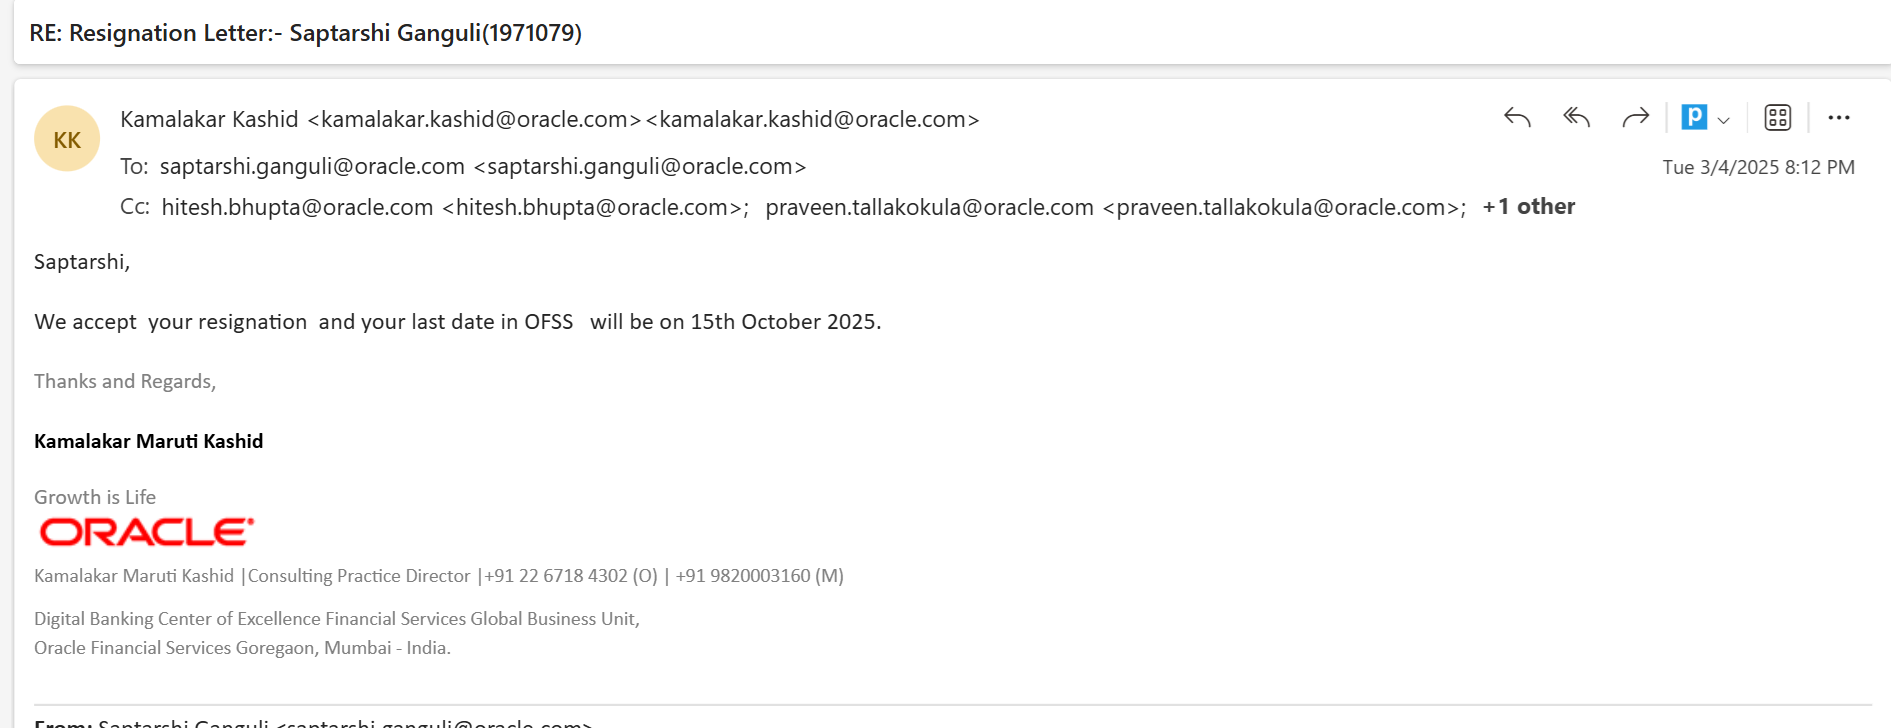 RE: Resignation Letter:- Saptarshi Ganguli(1971079)
KK
Kamalakar Kashid <kamalakar.kashid@oracle.com><kamalakar.kashid@oracle.com>
To: saptarshi.ganguli@oracle.com <saptarshi.ganguli@oracle.com>
Tue 3/4/2025 8:12 PM
Cc: hitesh.bhupta@oracle.com <hitesh.bhupta@oracle.com>; praveen.tallakokula@oracle.com <praveen.tallakokula@oracle.com>; +1 other
Saptarshi,
We accept your resignation and your last date in OFSS will be on 15th October 2025.
Thanks and Regards,
Kamalakar Maruti Kashid
Growth is Life
ORACLE
Kamalakar Maruti Kashid |Consulting Practice Director |+91 22 6718 4302 (O) | +91 9820003160 (M)
Digital Banking Center of Excellence Financial Services Global Business Unit,
Oracle Financial Services Goregaon, Mumbai - India.
From: Saptarshi Ganguli <saptarshi.ganguli@oracle.com>